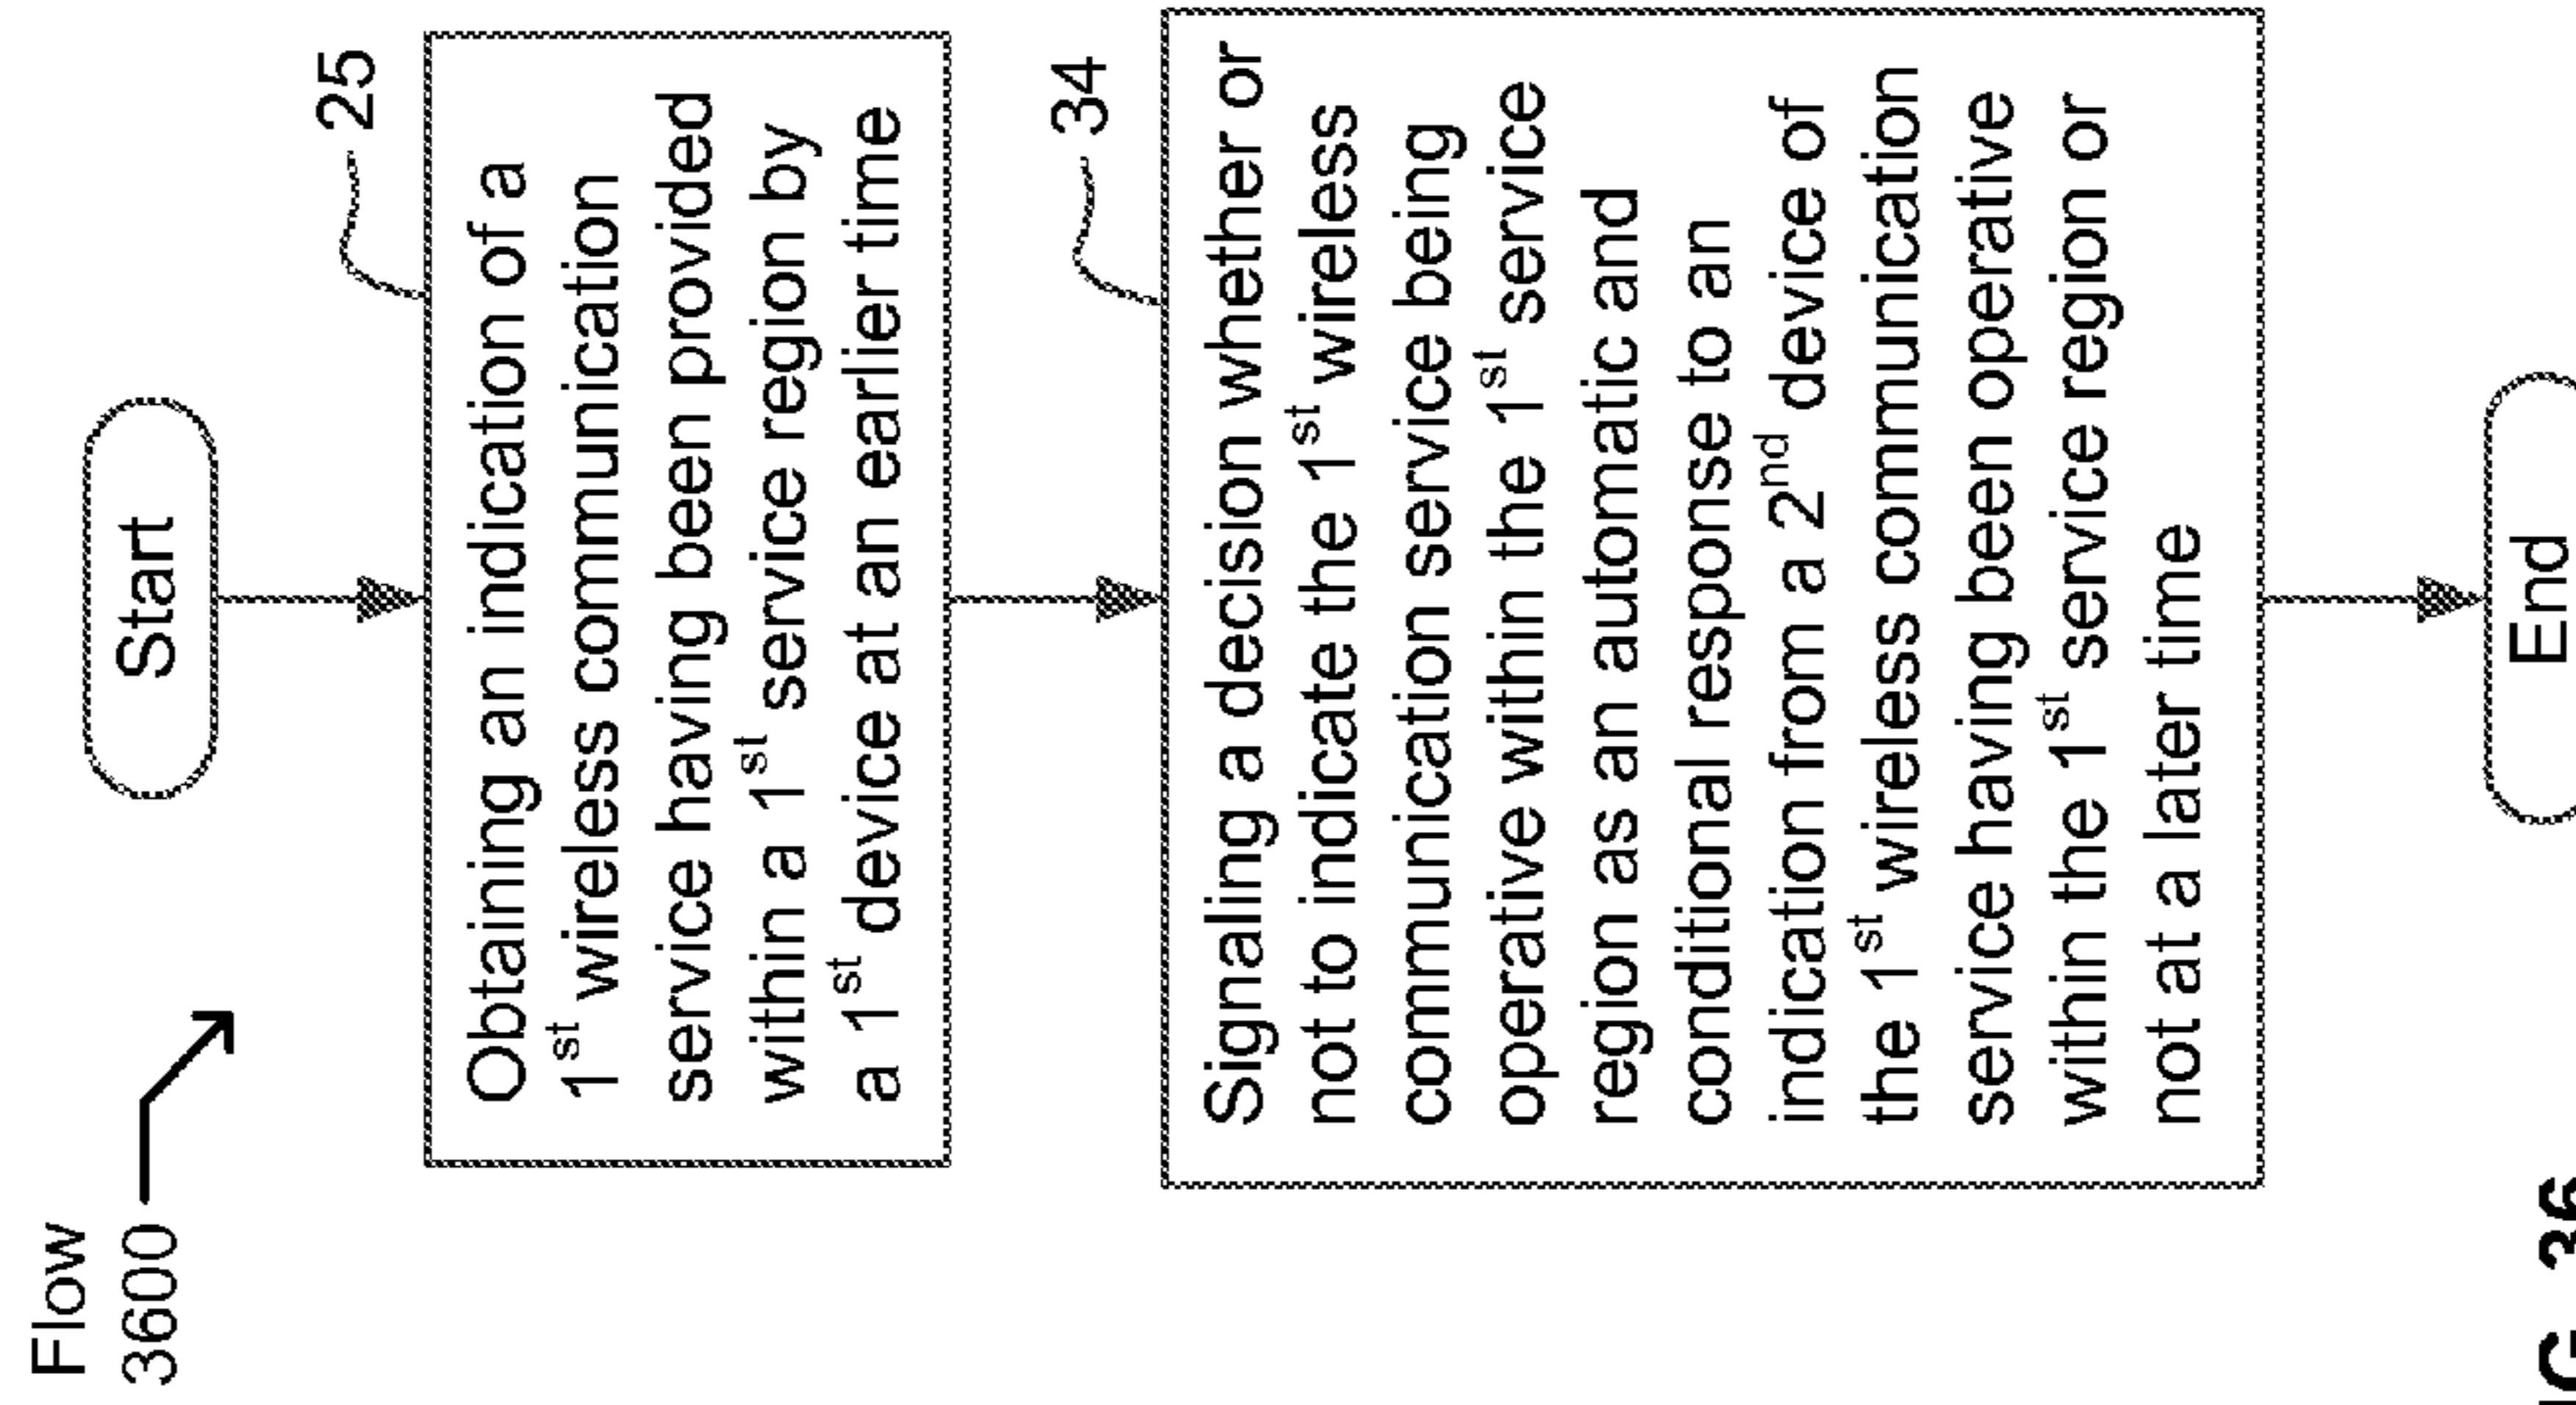 Flow
3600
Start
25
Obtaining an indication of a
1st wireless communication
service having been provided
within a 1st service region by
a 1st device at an earlier time
34
Signaling a decision whether or
not to indicate the 1st wireless
communication service being
operative within the 1st service
region as an automatic and
conditional response to an
indication from a 2nd device of
the 1st wireless communication
service having been operative
within the 1st service region or
not at a later time
End
IG. 36